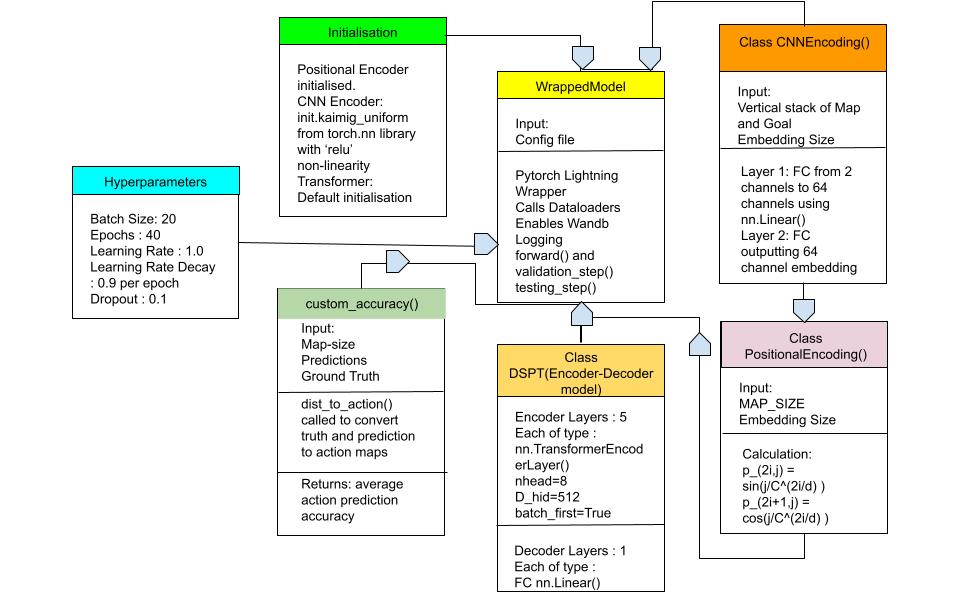 Initialisation
Positional Encoder
initialised.
CNN Encoder:
init.kaimig_uniform
from torch.nn library
with ‘relu’
non-linearity
Transformer:
Default initialisation
Class CNNEncoding()
Input:
Vertical stack of Map
and Goal
Embedding Size
Layer 1: FC from 2
channels to 64
channels using
nn.Linear()
Layer 2: FC
outputting 64
channel embedding
WrappedModel
Input:
Config file
Pytorch Lightning
Wrapper
Calls Dataloaders
Enables Wandb
Logging
forward() and
validation_step()
testing_step()
Hyperparameters
Batch Size: 20
Epochs : 40
Learning Rate : 1.0
Learning Rate Decay
: 0.9 per epoch
Dropout : 0.1
custom_accuracy()
Input:
Map-size
Predictions
Ground Truth
dist_to_action()
called to convert
truth and prediction
to action maps
Returns: average
action prediction
accuracy
Class
DSPT(Encoder-Decoder
model)
Encoder Layers : 5
Each of type :
nn.TransformerEncod
erLayer()
nhead=8
D_hid=512
batch_first=True
Decoder Layers : 1
Each of type :
FC nn.Linear()
Class
PositionalEncoding()
Input:
MAP_SIZE
Embedding Size
Calculation:
p_(2i,j) =
sin(j/C^(2i/d) )
p_(2i+1,j) =
cos(j/C^(2i/d) )